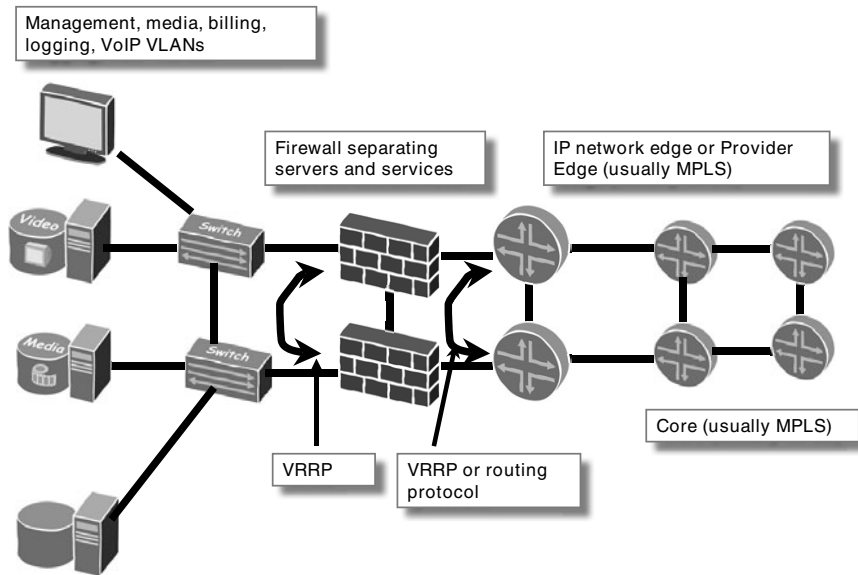 Management, media, billing,
logging, VoIP VLANs
Firewall separating
servers and services
IP network edge or Provider
Edge (usually MPLS)
Video
Switch
Media
Switch
Core (usually MPLS)
VRRP
VRRP or routing
protocol